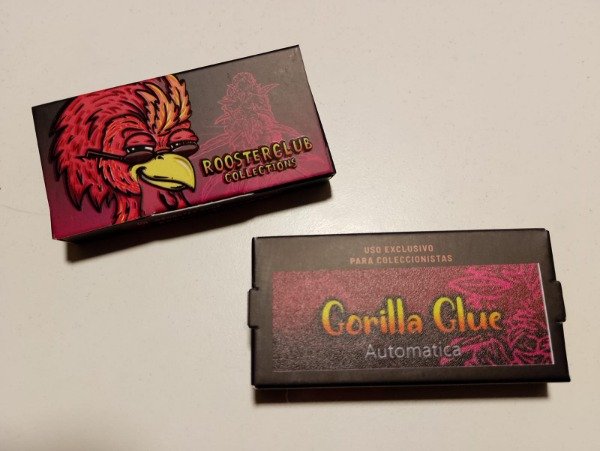 ROOSTERCLUB
COLLECTIONS
USO EXCLUSIVO
PARA COLECCIONISTAS
Gorilla Glue
Automatica